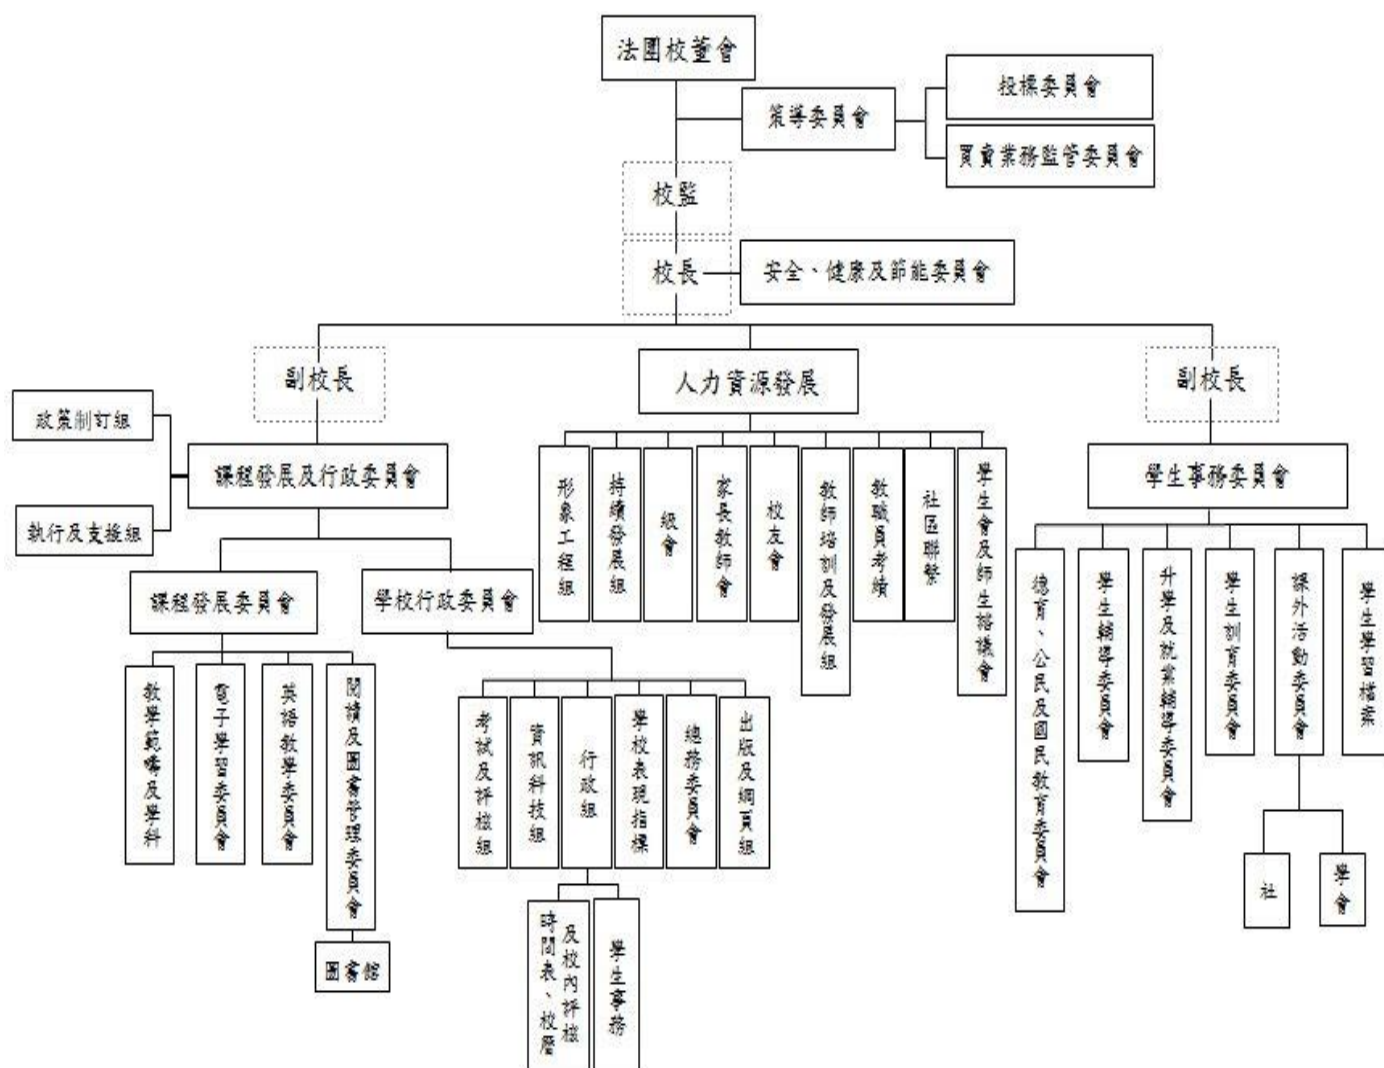 法團校董會
投標委員會
策導委員會
買賣業務監管委員會
校監
校長
安全、健康及節能委員會
副校長
人力資源發展
副校長
政策制訂組
課程發展及行政委員會
執行及支援組
學生事務委員會
形象工程組
持續發展組
級會
家長教師會
校友會
教師培訓及發展組
教職員考績
社區聯繫
學生會及師生諮議會
課程發展委員會
學校行政委員會
德育、公民及國民教育委員會
學生輔導委員會
升學及就業輔導委員會
學生訓育委員會
課外活動委員會
學生學習檔案
教學範疇及學科
電子學習委員會
英語教學委員會
閱讀及圖書管理委員會
考試及評核組
資訊科技組
行政組
學校表現指標
總務委員會
出版及網頁組
社
學會
圖書館
時間表、校曆
及校內評核
學生事務